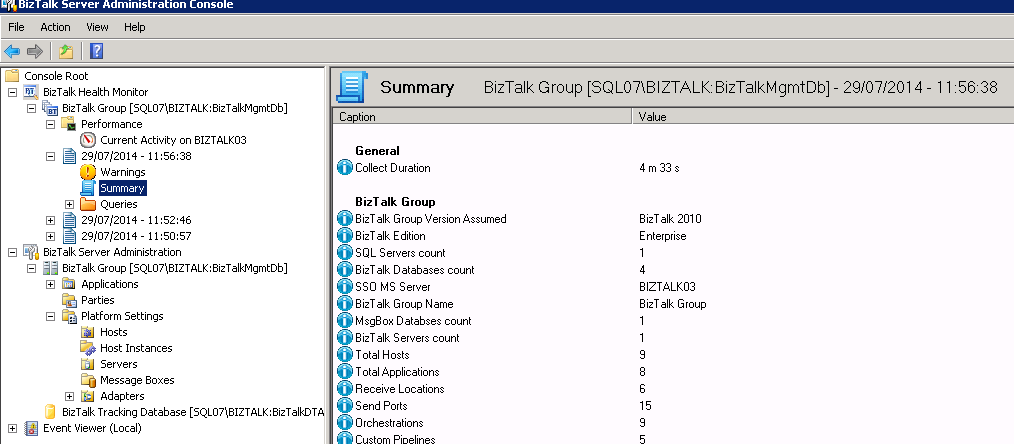 BizTalk Server Administration Console
File Action View Help
Console Root
BizTalk Health Monitor
BizTalk Group [SQL07\BIZTALK:BizTalkMgmtDb]
Performance
Current Activity on BIZTALK03
29/07/2014 - 11:56:38
Warnings
Summary
Queries
29/07/2014 - 11:52:46
29/07/2014 - 11:50:57
BizTalk Server Administration
BizTalk Group [SQL07\BIZTALK:BizTalkMgmtDb]
Applications
Parties
Platform Settings
Hosts
Host Instances
Servers
Message Boxes
Adapters
BizTalk Tracking Database [SQL07\BIZTALK:BizTalkDTA
Event Viewer (Local)
Summary BizTalk Group [SQL07\BIZTALK:BizTalkMgmtDb] - 29/07/2014 - 11:56:38
Caption Value
General
Collect Duration 4 m 33 s
BizTalk Group
BizTalk Group Version Assumed BizTalk 2010
BizTalk Edition Enterprise
SQL Servers count 1
BizTalk Databases count 4
SSO MS Server BIZTALK03
BizTalk Group Name BizTalk Group
MsgBox Databses count 1
BizTalk Servers count 1
Total Hosts 9
Total Applications 8
Receive Locations 6
Send Ports 15
Orchestrations 9
Custom Pipelines 5